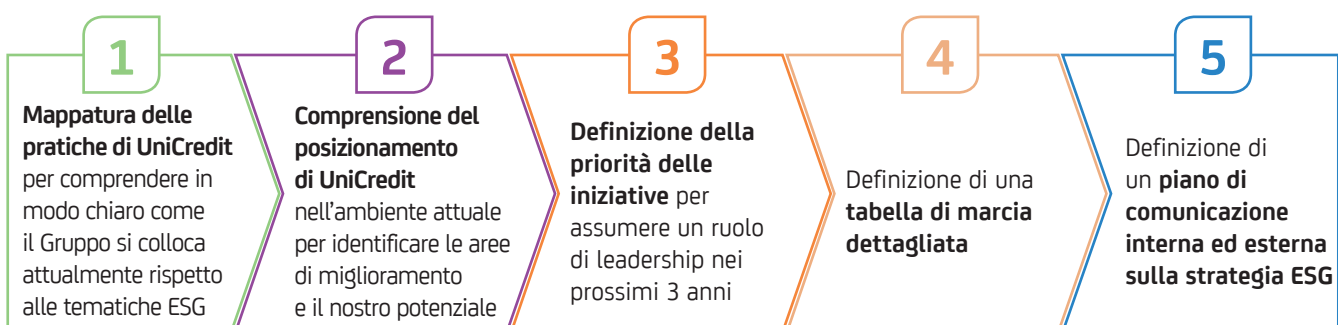 1
Mappatura delle
pratiche di UniCredit
per comprendere in
modo chiaro come
il Gruppo si colloca
attualmente rispetto
alle tematiche ESG
2
Comprensione del
posizionamento
di UniCredit
nell'ambiente attuale
per identificare le aree
di miglioramento
e il nostro potenziale
3
Definizione della
priorità delle
iniziative per
assumere un ruolo
di leadership nei
prossimi 3 anni
4
Definizione di una
tabella di marcia
dettagliata
5
Definizione di
un piano di
comunicazione
interna ed esterna
sulla strategia ESG